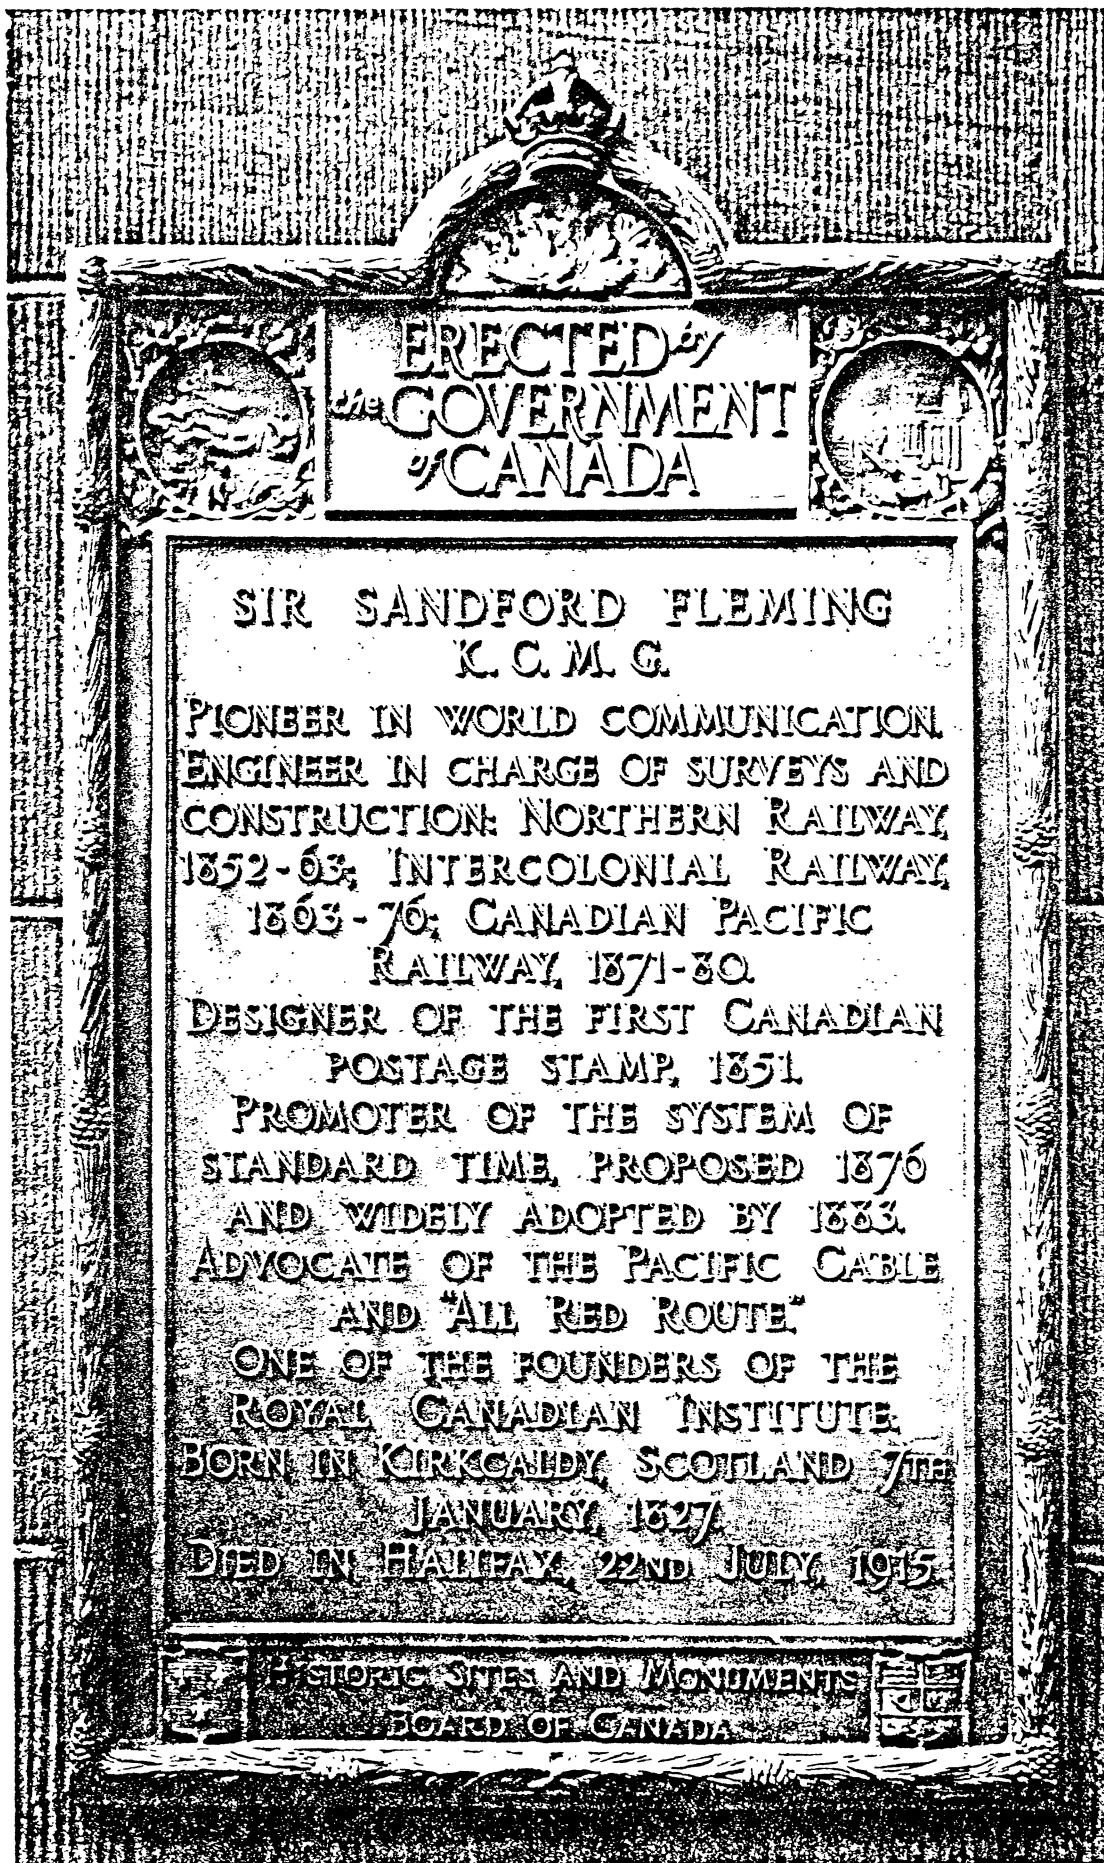 ERECTED by
the GOVERNMENT
of CANADA
SIR SANDFORD FLEMING
K. C. M. G.
PIONEER IN WORLD COMMUNICATION.
ENGINEER IN CHARGE OF SURVEYS AND
CONSTRUCTION: NORTHERN RAILWAY,
1852-63; INTERCOLONIAL RAILWAY,
1863-76; CANADIAN PACIFIC
RAILWAY, 1871-80.
DESIGNER OF THE FIRST CANADIAN
POSTAGE STAMP, 1851.
PROMOTER OF THE SYSTEM OF
STANDARD TIME, PROPOSED 1876
AND WIDELY ADOPTED BY 1883.
ADVOCATE OF THE PACIFIC CABLE
AND "ALL RED ROUTE."
ONE OF THE FOUNDERS OF THE
ROYAL CANADIAN INSTITUTE.
BORN IN KIRKCALDY, SCOTLAND 7TH
JANUARY, 1827.
DIED IN HALIFAX, 22ND JULY, 1915.
HISTORIC SITES AND MONUMENTS
BOARD OF CANADA